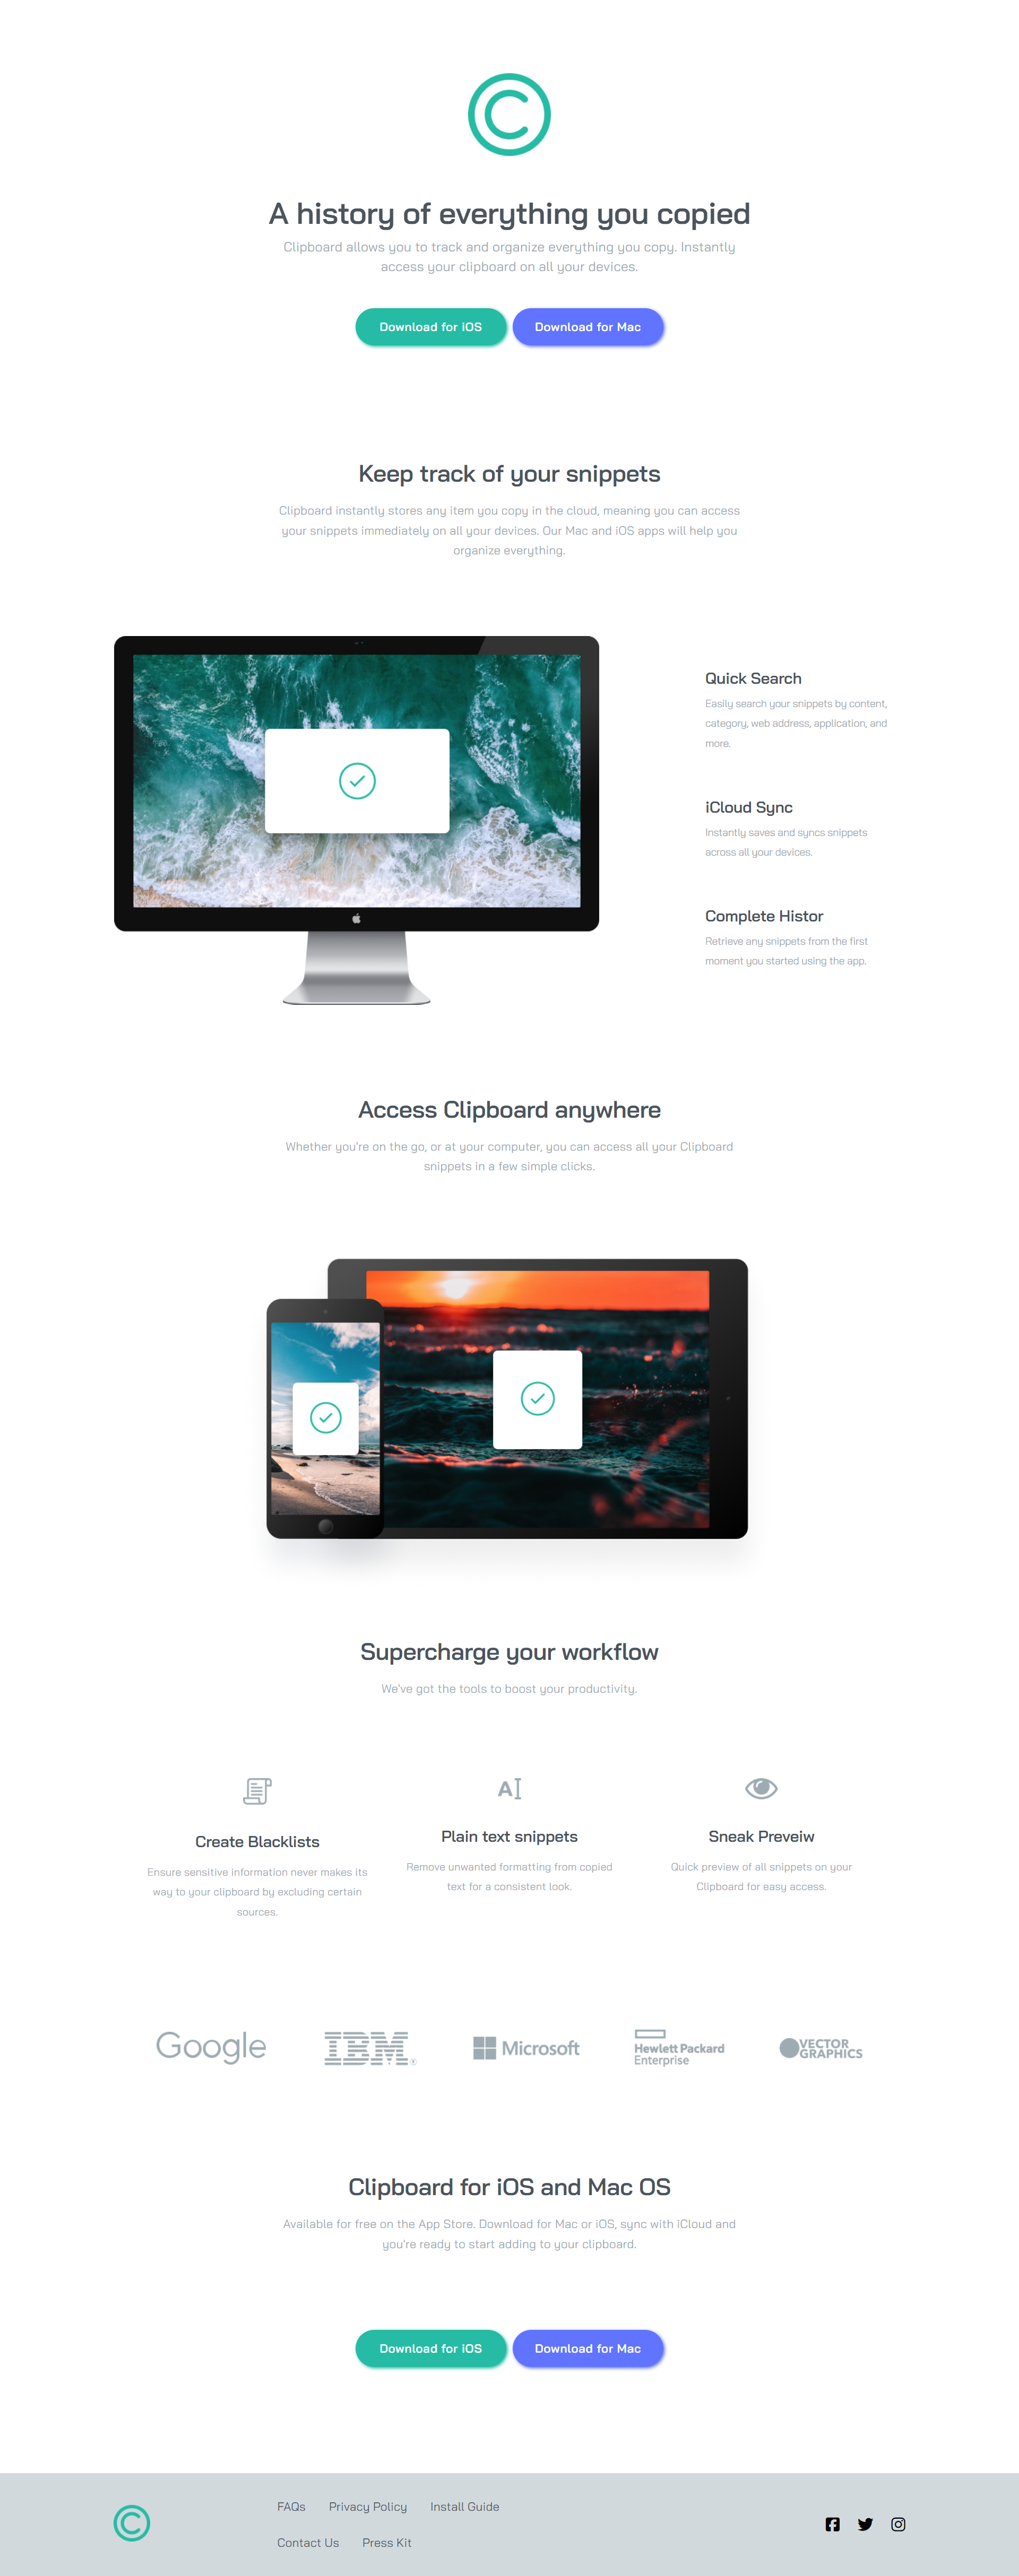 A history of everything you copied
Clipboard allows you to track and organize everything you copy. Instantly
access your clipboard on all your devices.
Download for iOS
Download for Mac
Keep track of your snippets
Clipboard instantly stores any item you copy in the cloud, meaning you can access
your snippets immediately on all your devices. Our Mac and iOS apps will help you
organize everything.
Quick Search
Easily search your snippets by content,
category, web address, application, and
more.
iCloud Sync
Instantly saves and syncs snippets
across all your devices.
Complete Histor
Retrieve any snippets from the first
moment you started using the app.
Access Clipboard anywhere
Whether you're on the go, or at your computer, you can access all your Clipboard
snippets in a few simple clicks.
Supercharge your workflow
We've got the tools to boost your productivity.
Create Blacklists
Ensure sensitive information never makes its
way to your clipboard by excluding certain
sources.
Plain text snippets
Remove unwanted formatting from copied
text for a consistent look.
Sneak Preveiw
Quick preview of all snippets on your
Clipboard for easy access.
Google
IBM®
Microsoft
Hewlett Packard
Enterprise
VECTOR
GRAPHICS
Clipboard for iOS and Mac OS
Available for free on the App Store. Download for Mac or iOS, sync with iCloud and
you're ready to start adding to your clipboard.
Download for iOS
Download for Mac
FAQs
Privacy Policy
Install Guide
Contact Us
Press Kit